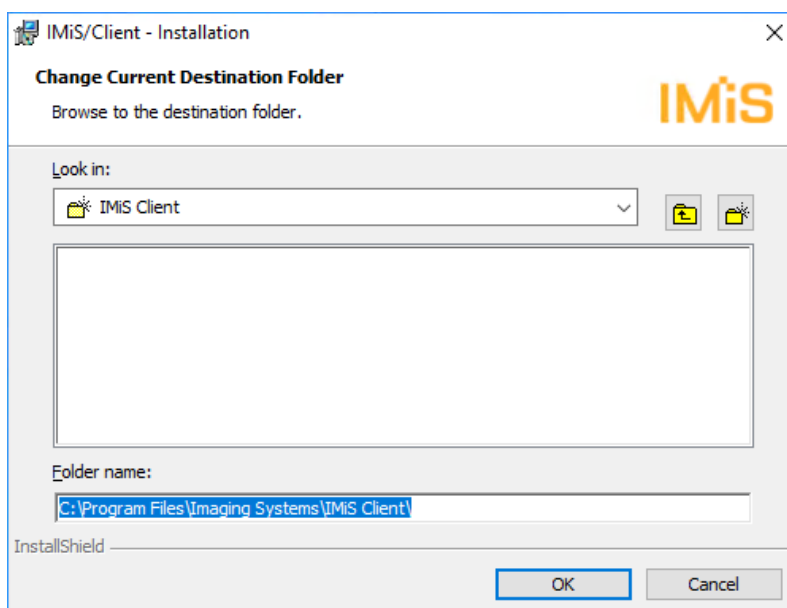 IMiS/Client - Installation
Change Current Destination Folder
Browse to the destination folder.
IMiS
Look in:
IMiS Client
Folder name:
C:\Program Files\Imaging Systems\IMiS Client\
InstallShield
OK Cancel